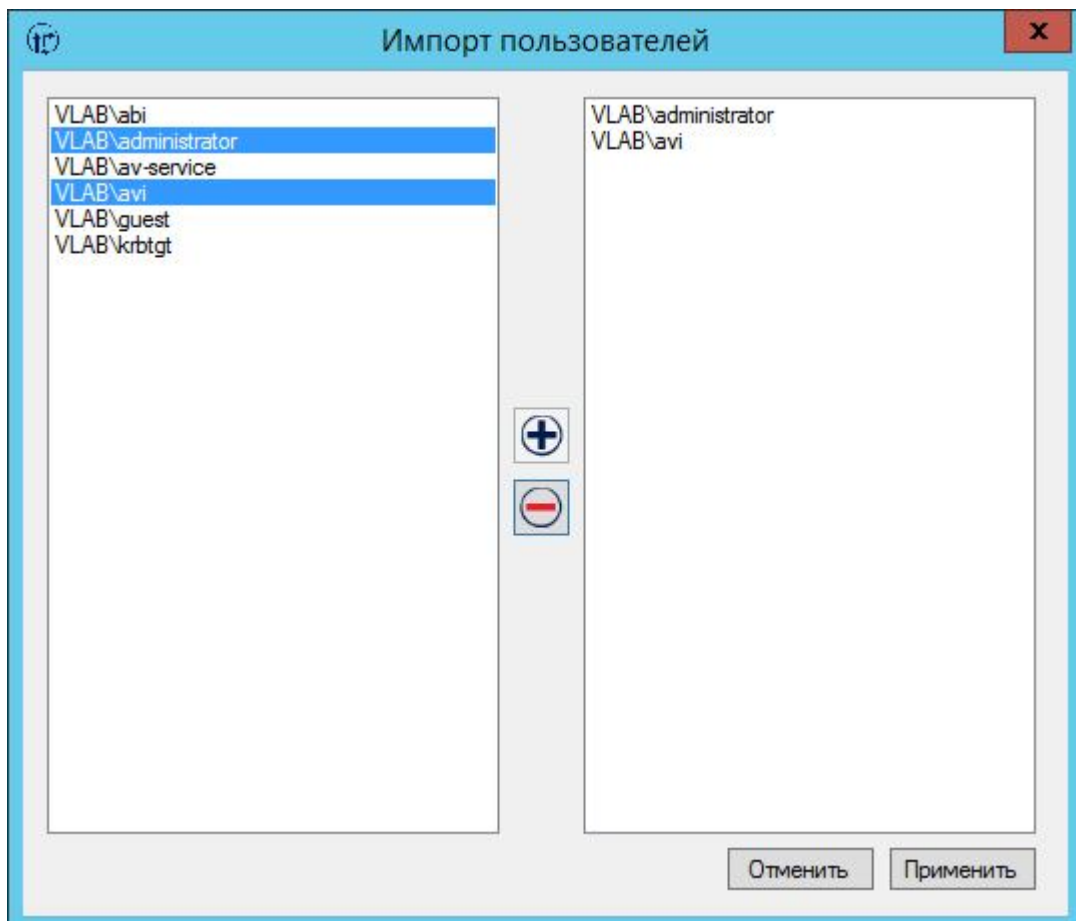 Импорт пользователей
VLAB\abi
VLAB\administrator
VLAB\av-service
VLAB\avi
VLAB\guest
VLAB\krbtgt
VLAB\administrator
VLAB\avi
Отменить
Применить